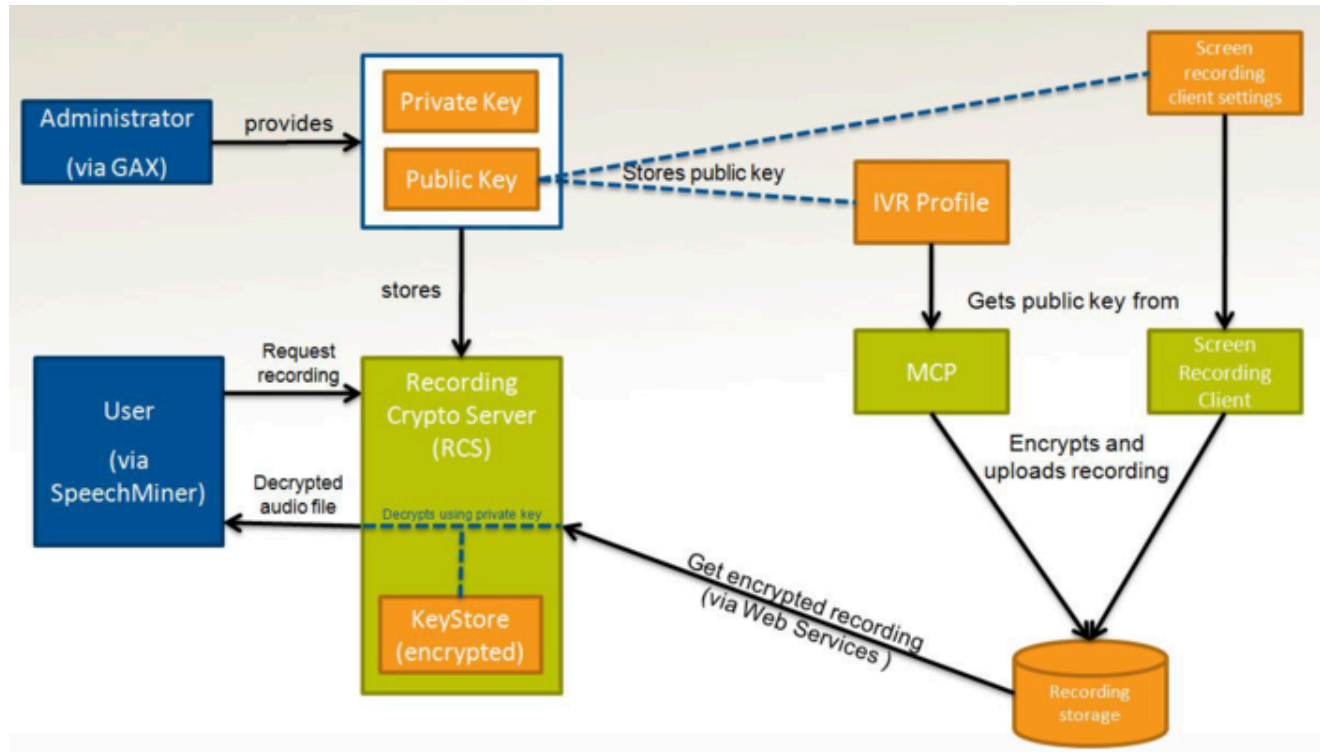 Screen
recording
client settings
Private Key
Administrator
(via GAX)
provides
Public Key
Stores public key
IVR Profile
stores
Gets public key from
Request
recording
Recording
Crypto Server
(RCS)
MCP
Screen
Recording
Client
User
(via
SpeechMiner)
Encrypts and
uploads recording
Decrypted
audio file
Decrypts using private key
Get encrypted recording
(via Web Services )
KeyStore
(encrypted)
Recording
storage